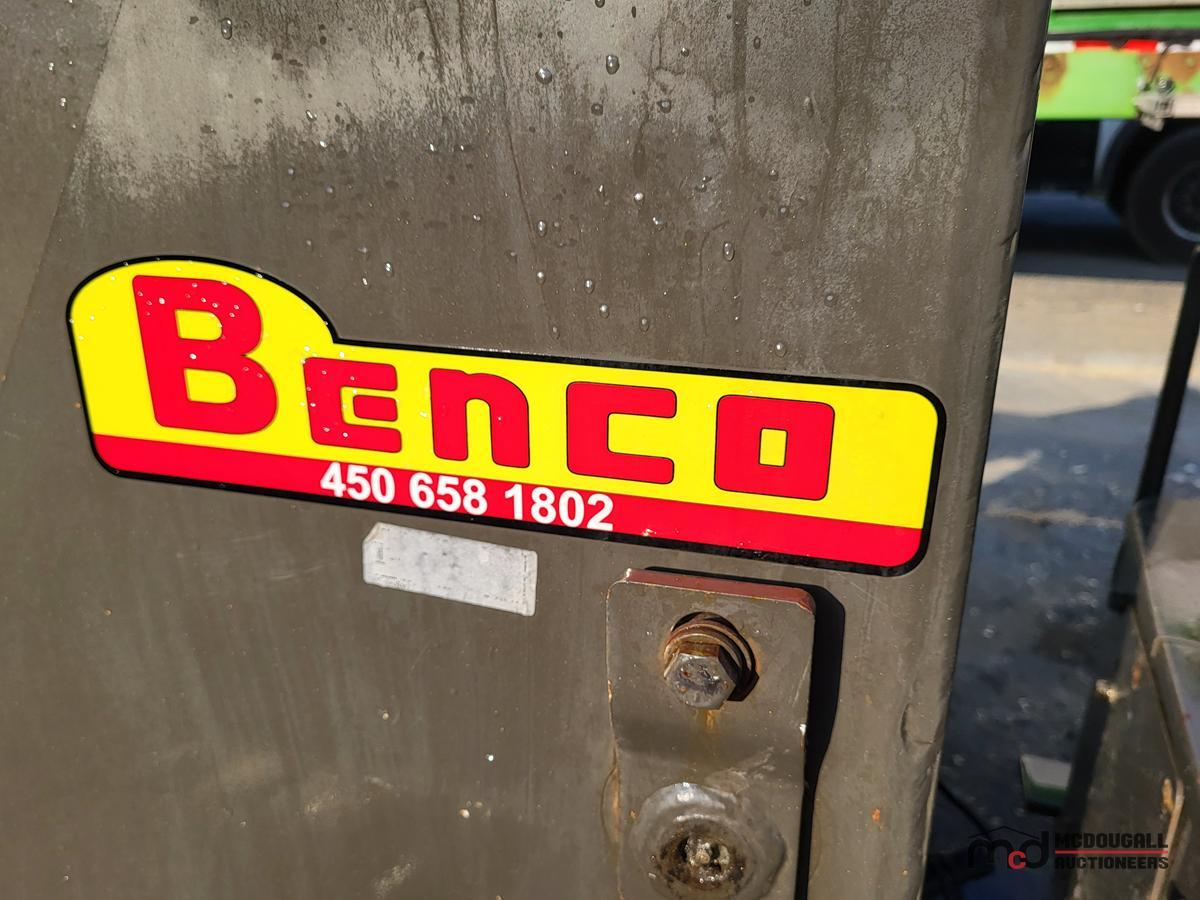 BENCO
450 658 1802
mcd MCDOUGALL
AUCTIONEERS